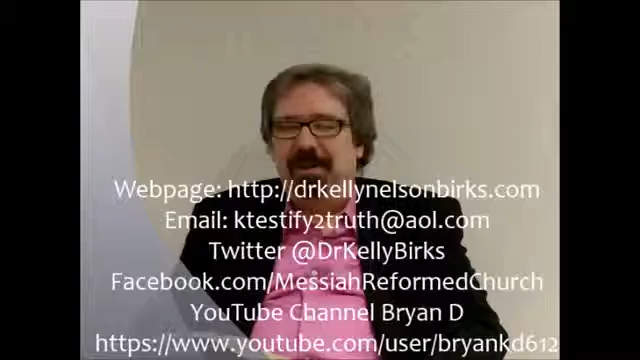 Webpage: http://drkellynelsonbirks.com
Email: ktestify2truth@aol.com
Twitter @DrKellyBirks
Facebook.com/MessiahReformedChurch
YouTube Channel Bryan D
https://www.youtube.com/user/bryankd612